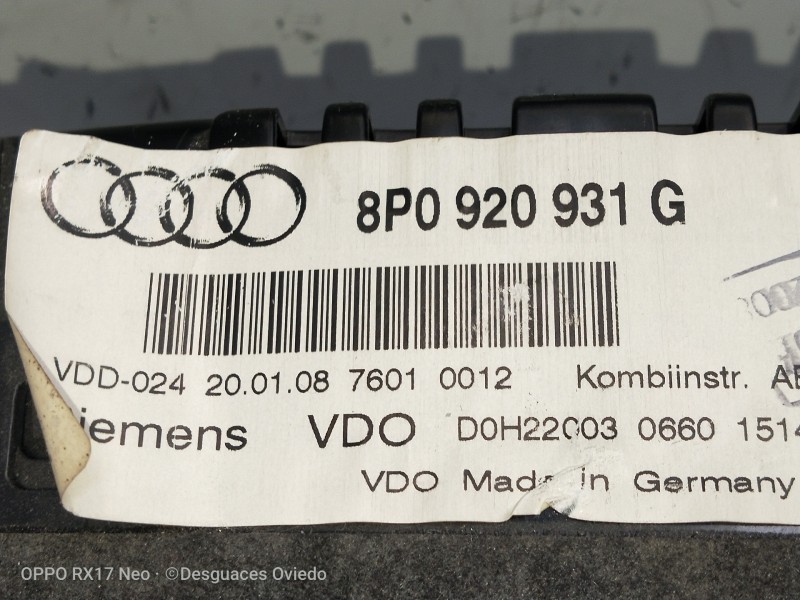 8P0 920 931 G
VDD-024 20.01.08 7601 0012 Kombiinstr.
VDO 0660
VDO Made in Germany
OPPO RX17 Neo · ©Desguaces Oviedo